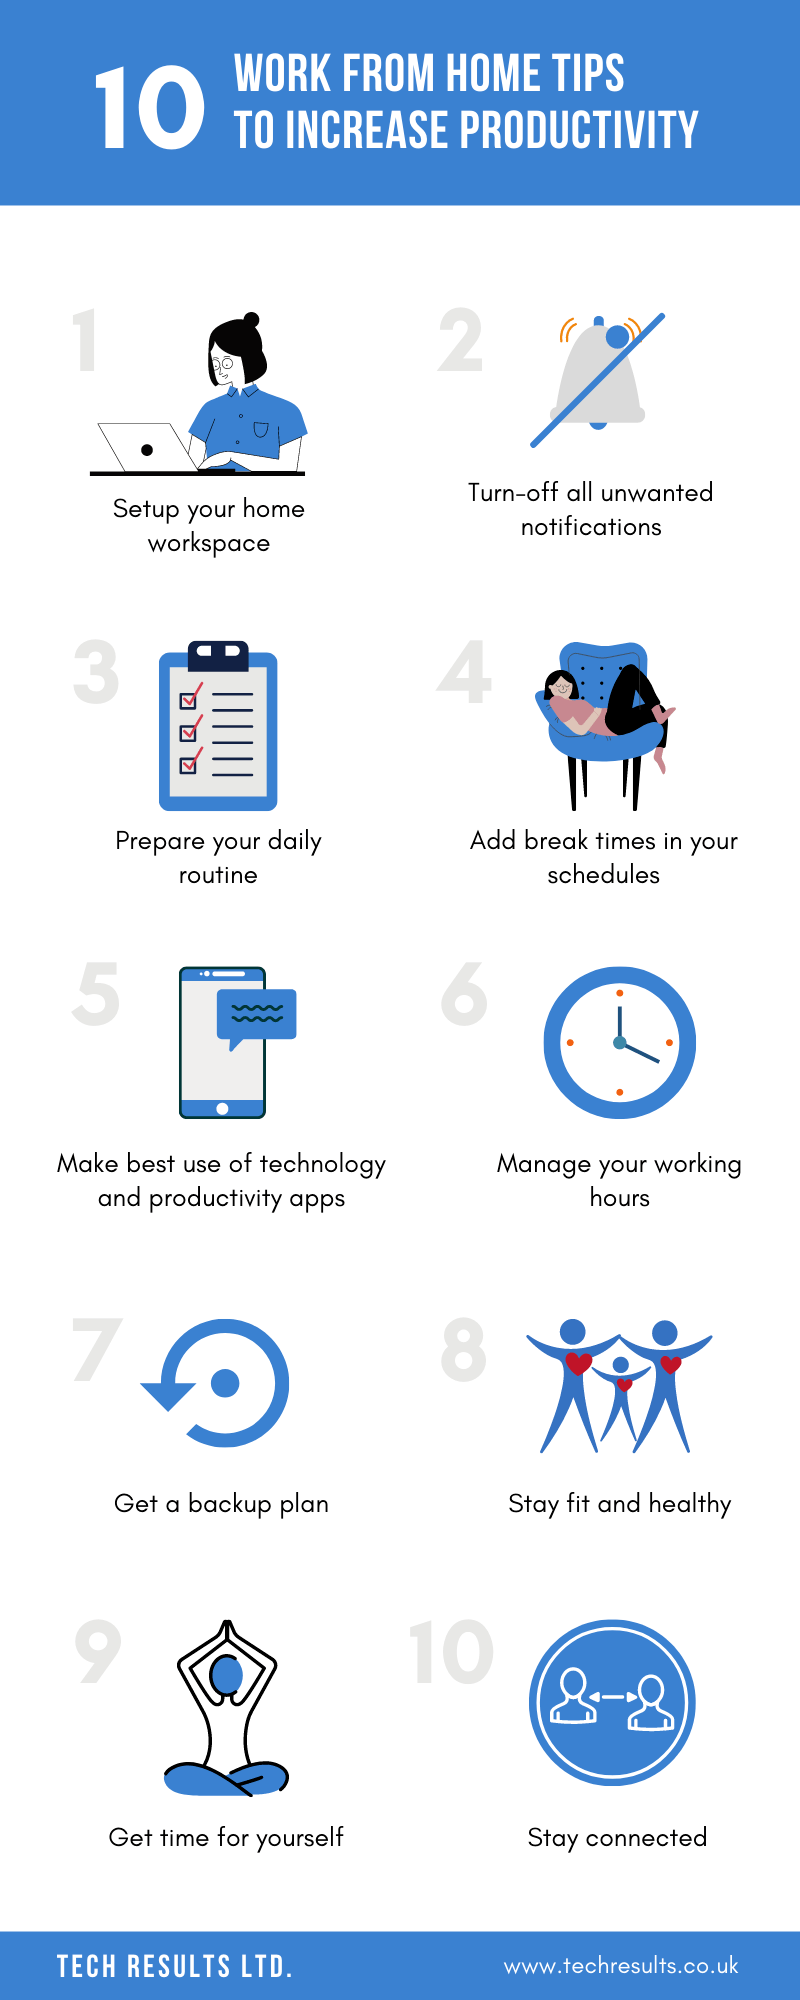 10
WORK FROM HOME TIPS
TO INCREASE PRODUCTIVITY
1
Setup your home
workspace
2
Turn-off all unwanted
notifications
3
Prepare your daily
routine
4
Add break times in your
schedules
5
Make best use of technology
and productivity apps
6
Manage your working
hours
7
Get a backup plan
8
Stay fit and healthy
9
Get time for yourself
10
Stay connected
TECH RESULTS LTD.
www.techresults.co.uk